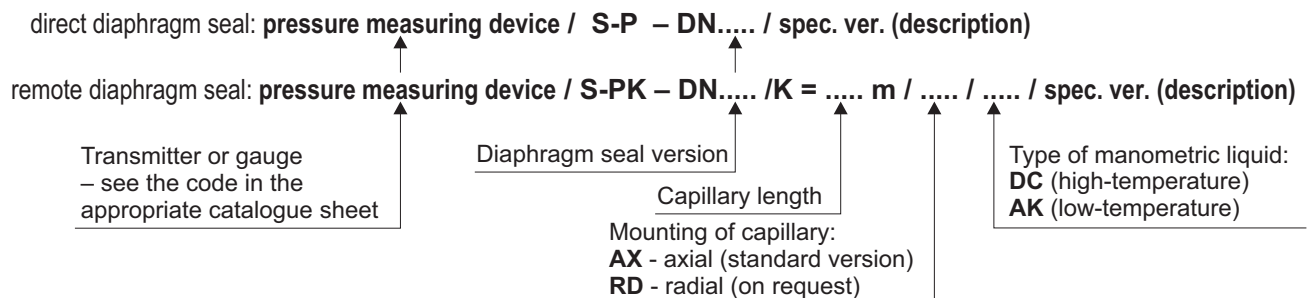 direct diaphragm seal: pressure measuring device / S-P – DN..... / spec. ver. (description)
remote diaphragm seal: pressure measuring device / S-PK – DN..... /K = ..... m / ..... / ..... / spec. ver. (description)
Transmitter or gauge
– see the code in the
appropriate catalogue sheet
Diaphragm seal version
Capillary length
Mounting of capillary:
AX - axial (standard version)
RD - radial (on request)
Type of manometric liquid:
DC (high-temperature)
AK (low-temperature)